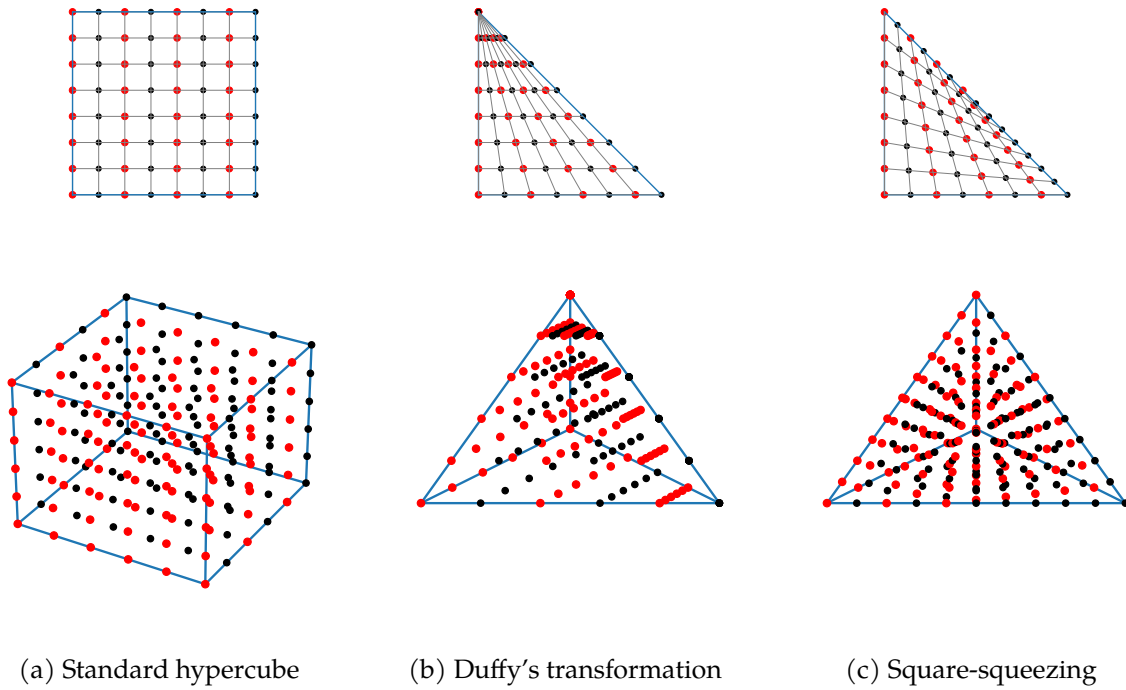 (a) Standard hypercube
(b) Duffy's transformation
(c) Square-squeezing